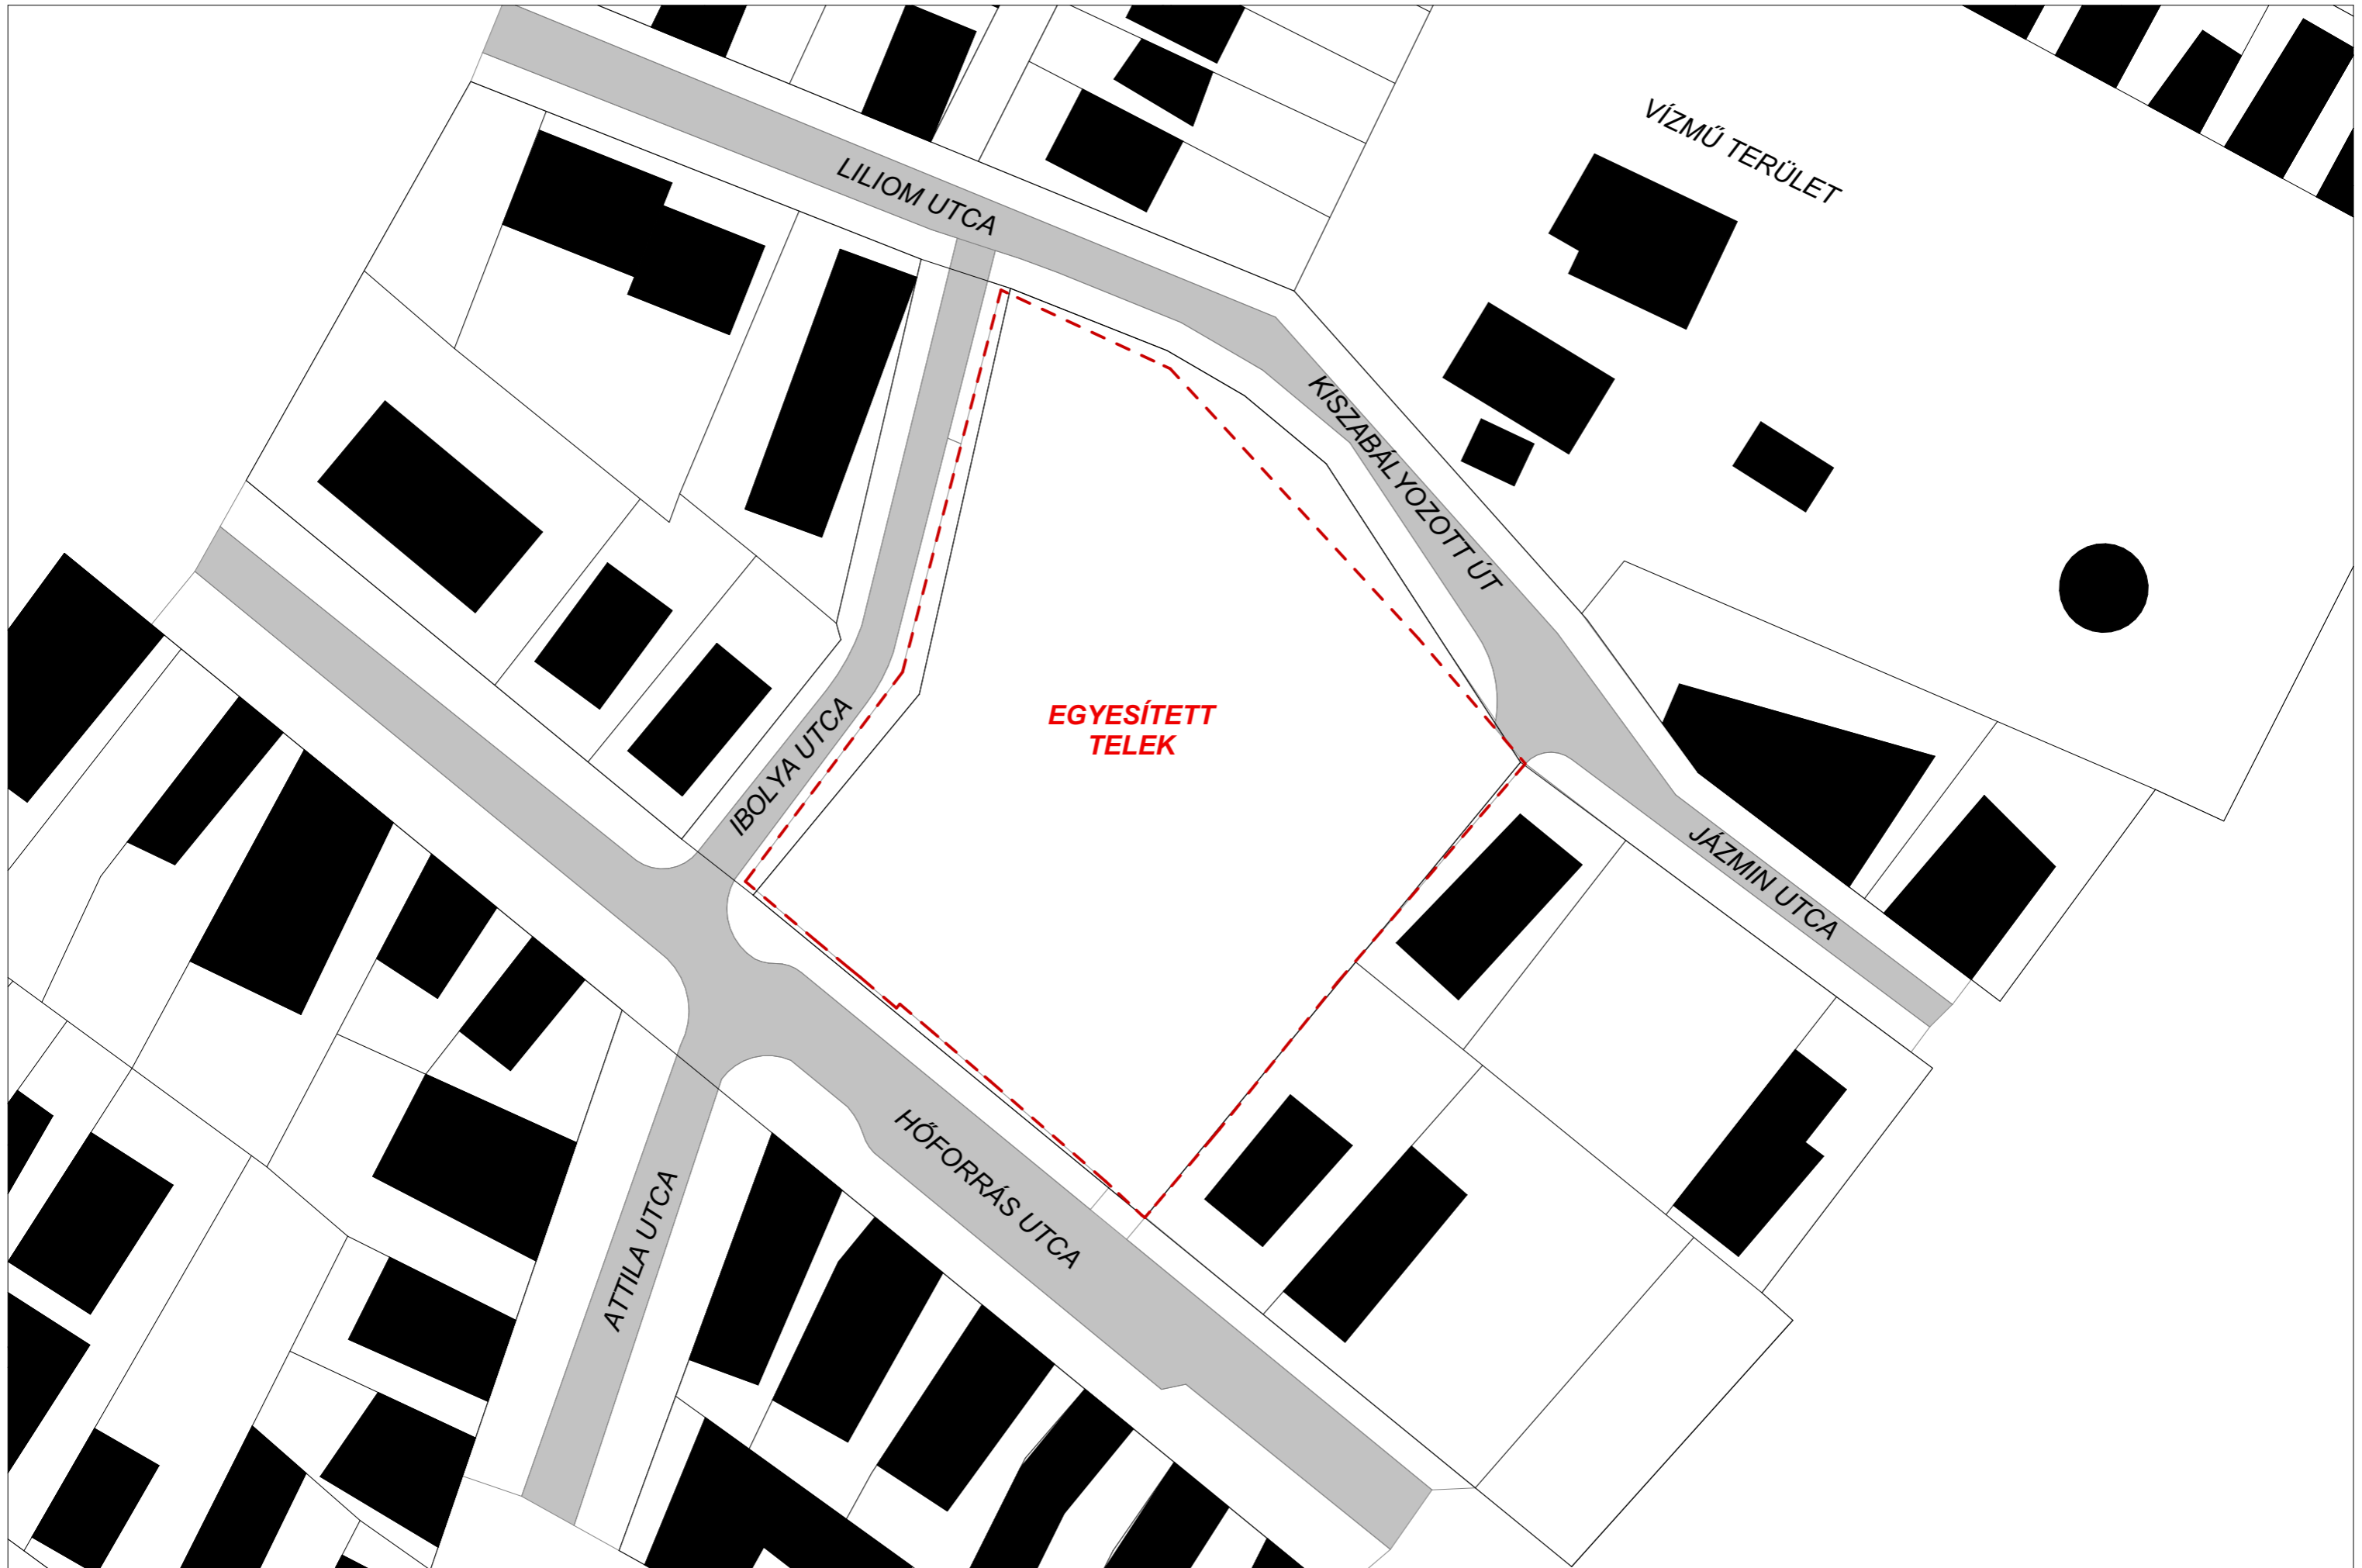 VÍZMŰ TERÜLET
LILIOM UTCA
KISZABÁLYOZOTT ÚT
EGYESÍTETT
TELEK
IBOLYA UTCA
JÁZMIN UTCA
HŐFORRÁS UTCA
ATTILA UTCA